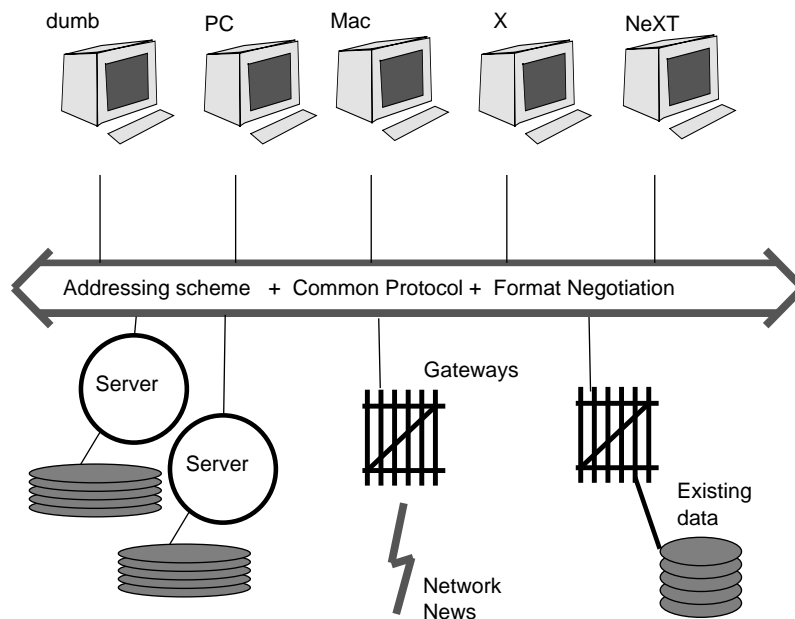 dumb
PC
Mac
X
NeXT
Addressing scheme + Common Protocol + Format Negotiation
Server
Gateways
Server
Existing
data
Network
News